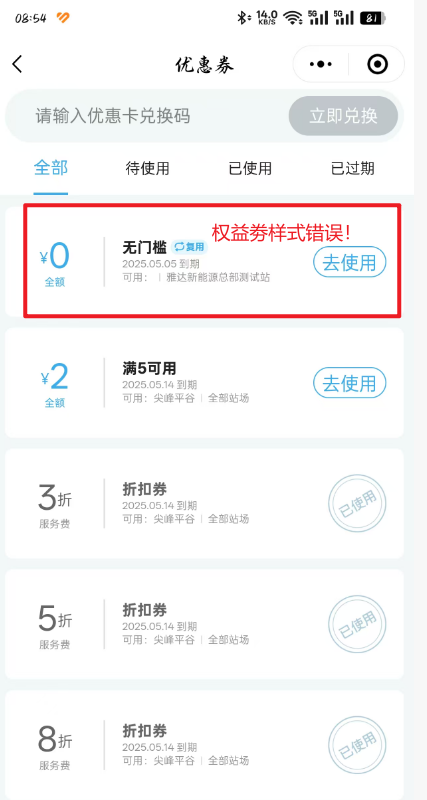 08:54
14.0 KB/S 5G 5G 81
优惠券
请输入优惠卡兑换码 立即兑换
全部 待使用 已使用 已过期
权益劵样式错误！
¥0 全额
无门槛 复用
2025.05.05 到期
可用： | 雅达新能源总部测试站
去使用
¥2 全额
满5可用
2025.05.14 到期
可用：尖峰平谷 | 全部站场
去使用
3折 服务费
折扣券
2025.05.14 到期
可用：尖峰平谷 | 全部站场
已使用
5折 服务费
折扣券
2025.05.14 到期
可用：尖峰平谷 | 全部站场
已使用
8折 服务费
折扣券
2025.05.14 到期
可用：尖峰平谷 | 全部站场
已使用